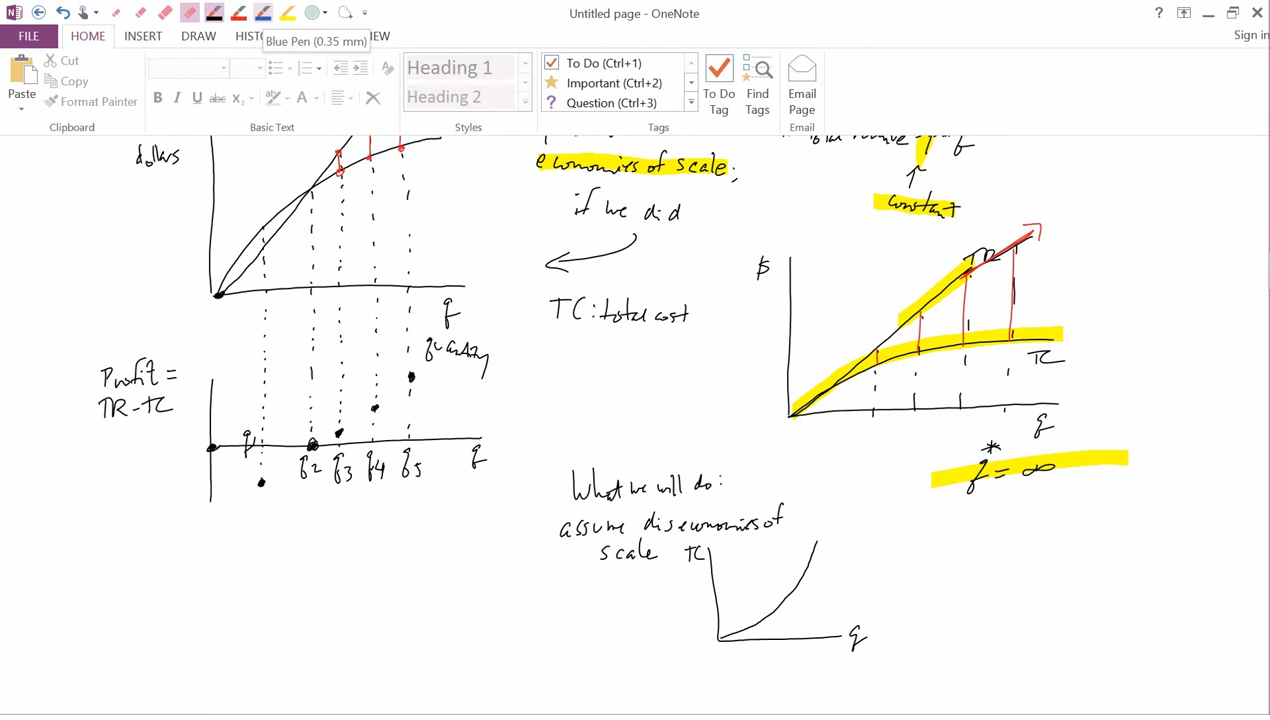 Untitled page - OneNote
Sign in
FILE
HOME
INSERT
DRAW
Blue Pen (0.35 mm)
Paste
Cut
Copy
Format Painter
Clipboard
B I U abc
Basic Text
Heading 1
Heading 2
Styles
To Do (Ctrl+1)
Important (Ctrl+2)
Question (Ctrl+3)
To Do
Tag
Find
Tags
Tags
Email
Page
Email
dollars
q
quantity
Profit =
TR - TC
q1
q2 q3 q4 q5 q
economies of scale;
if we did
TC: total cost
constant
$
TR
TC
q
q* = ∞
What we will do:
assume diseconomies of
scale
TC
q